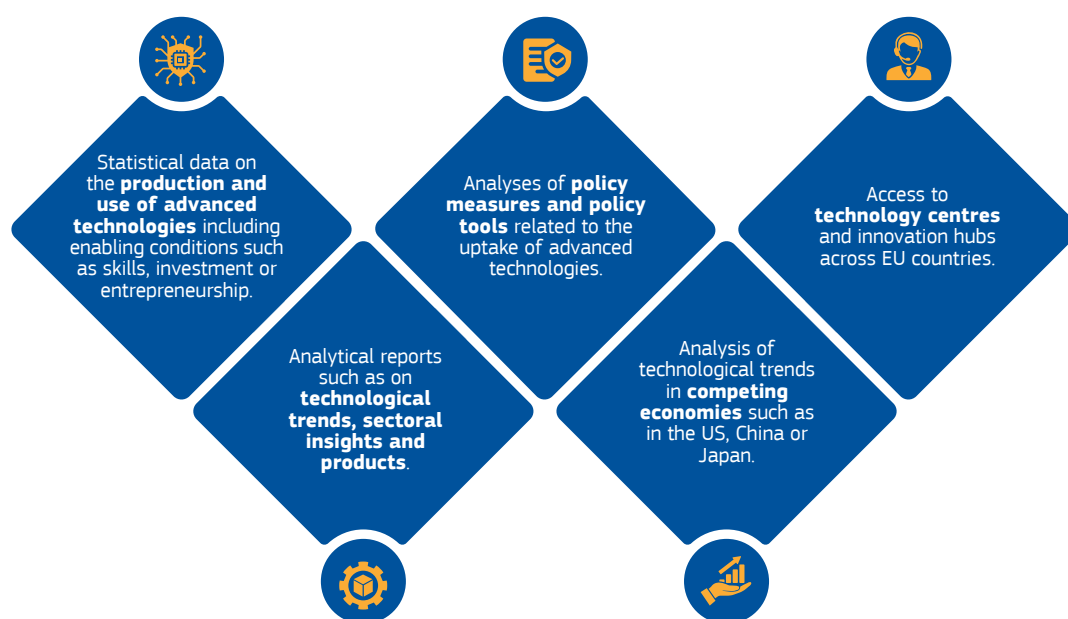 Statistical data on
the production and
use of advanced
technologies including
enabling conditions such
as skills, investment or
entrepreneurship.
Analytical reports
such as on
technological
trends, sectoral
insights and
products.
Analyses of policy
measures and policy
tools related to the
uptake of advanced
technologies.
Analysis of
technological trends
in competing
economies such as
in the US, China or
Japan.
Access to
technology centres
and innovation hubs
across EU countries.